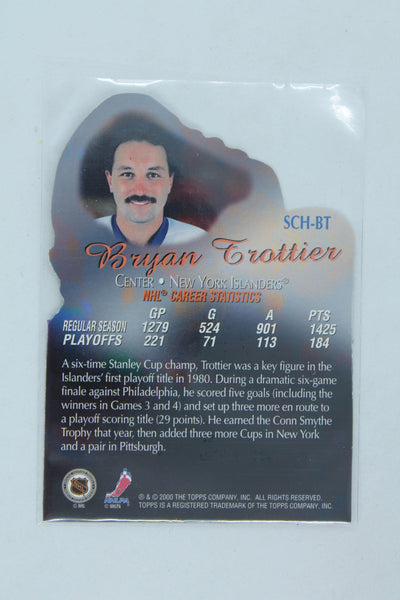 SCH-BT
Bryan Trottier
CENTER • NEW YORK ISLANDERS®
NHL® CAREER STATISTICS
GP G A PTS
REGULAR SEASON 1279 524 901 1425
PLAYOFFS 221 71 113 184
A six-time Stanley Cup champ, Trottier was a key figure in the
Islanders' first playoff title in 1980. During a dramatic six-game
finale against Philadelphia, he scored five goals (including the
winners in Games 3 and 4) and set up three more en route to
a playoff scoring title (29 points). He earned the Conn Smythe
Trophy that year, then added three more Cups in New York
and a pair in Pittsburgh.
NHL
NHLPA
© NHL
© NHLPA
® & © 2000 THE TOPPS COMPANY, INC. ALL RIGHTS RESERVED.
TOPPS IS A REGISTERED TRADEMARK OF THE TOPPS COMPANY, INC.